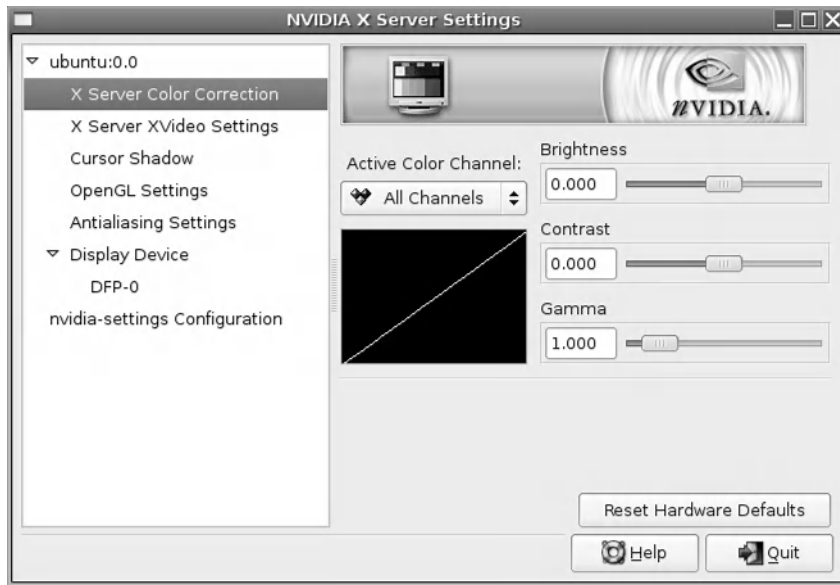 NVIDIA X Server Settings
ubuntu:0.0
X Server Color Correction
X Server XVideo Settings
Cursor Shadow
OpenGL Settings
Antialiasing Settings
Display Device
DFP-0
nvidia-settings Configuration
NVIDIA.
Active Color Channel:
All Channels
Brightness
0.000
Contrast
0.000
Gamma
1.000
Reset Hardware Defaults
Help
Quit